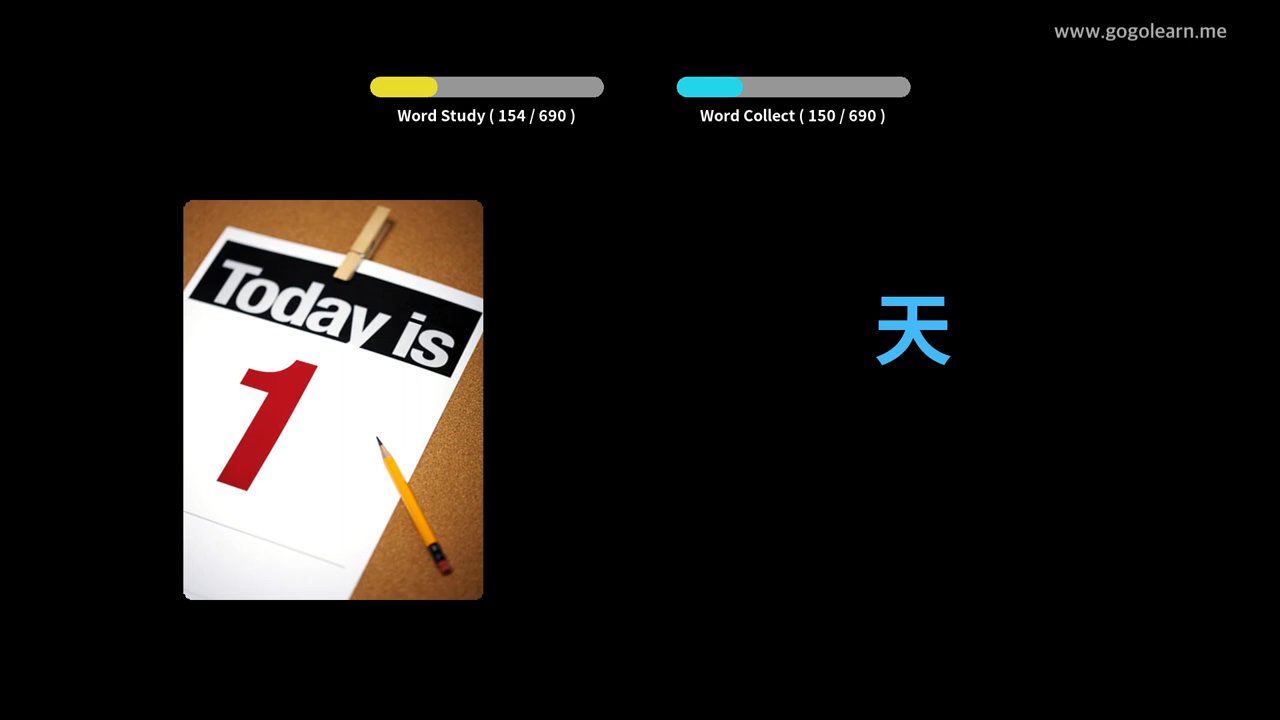 www.gogolearn.me
Word Study ( 154 / 690 )
Word Collect ( 150 / 690 )
Today is
1
天